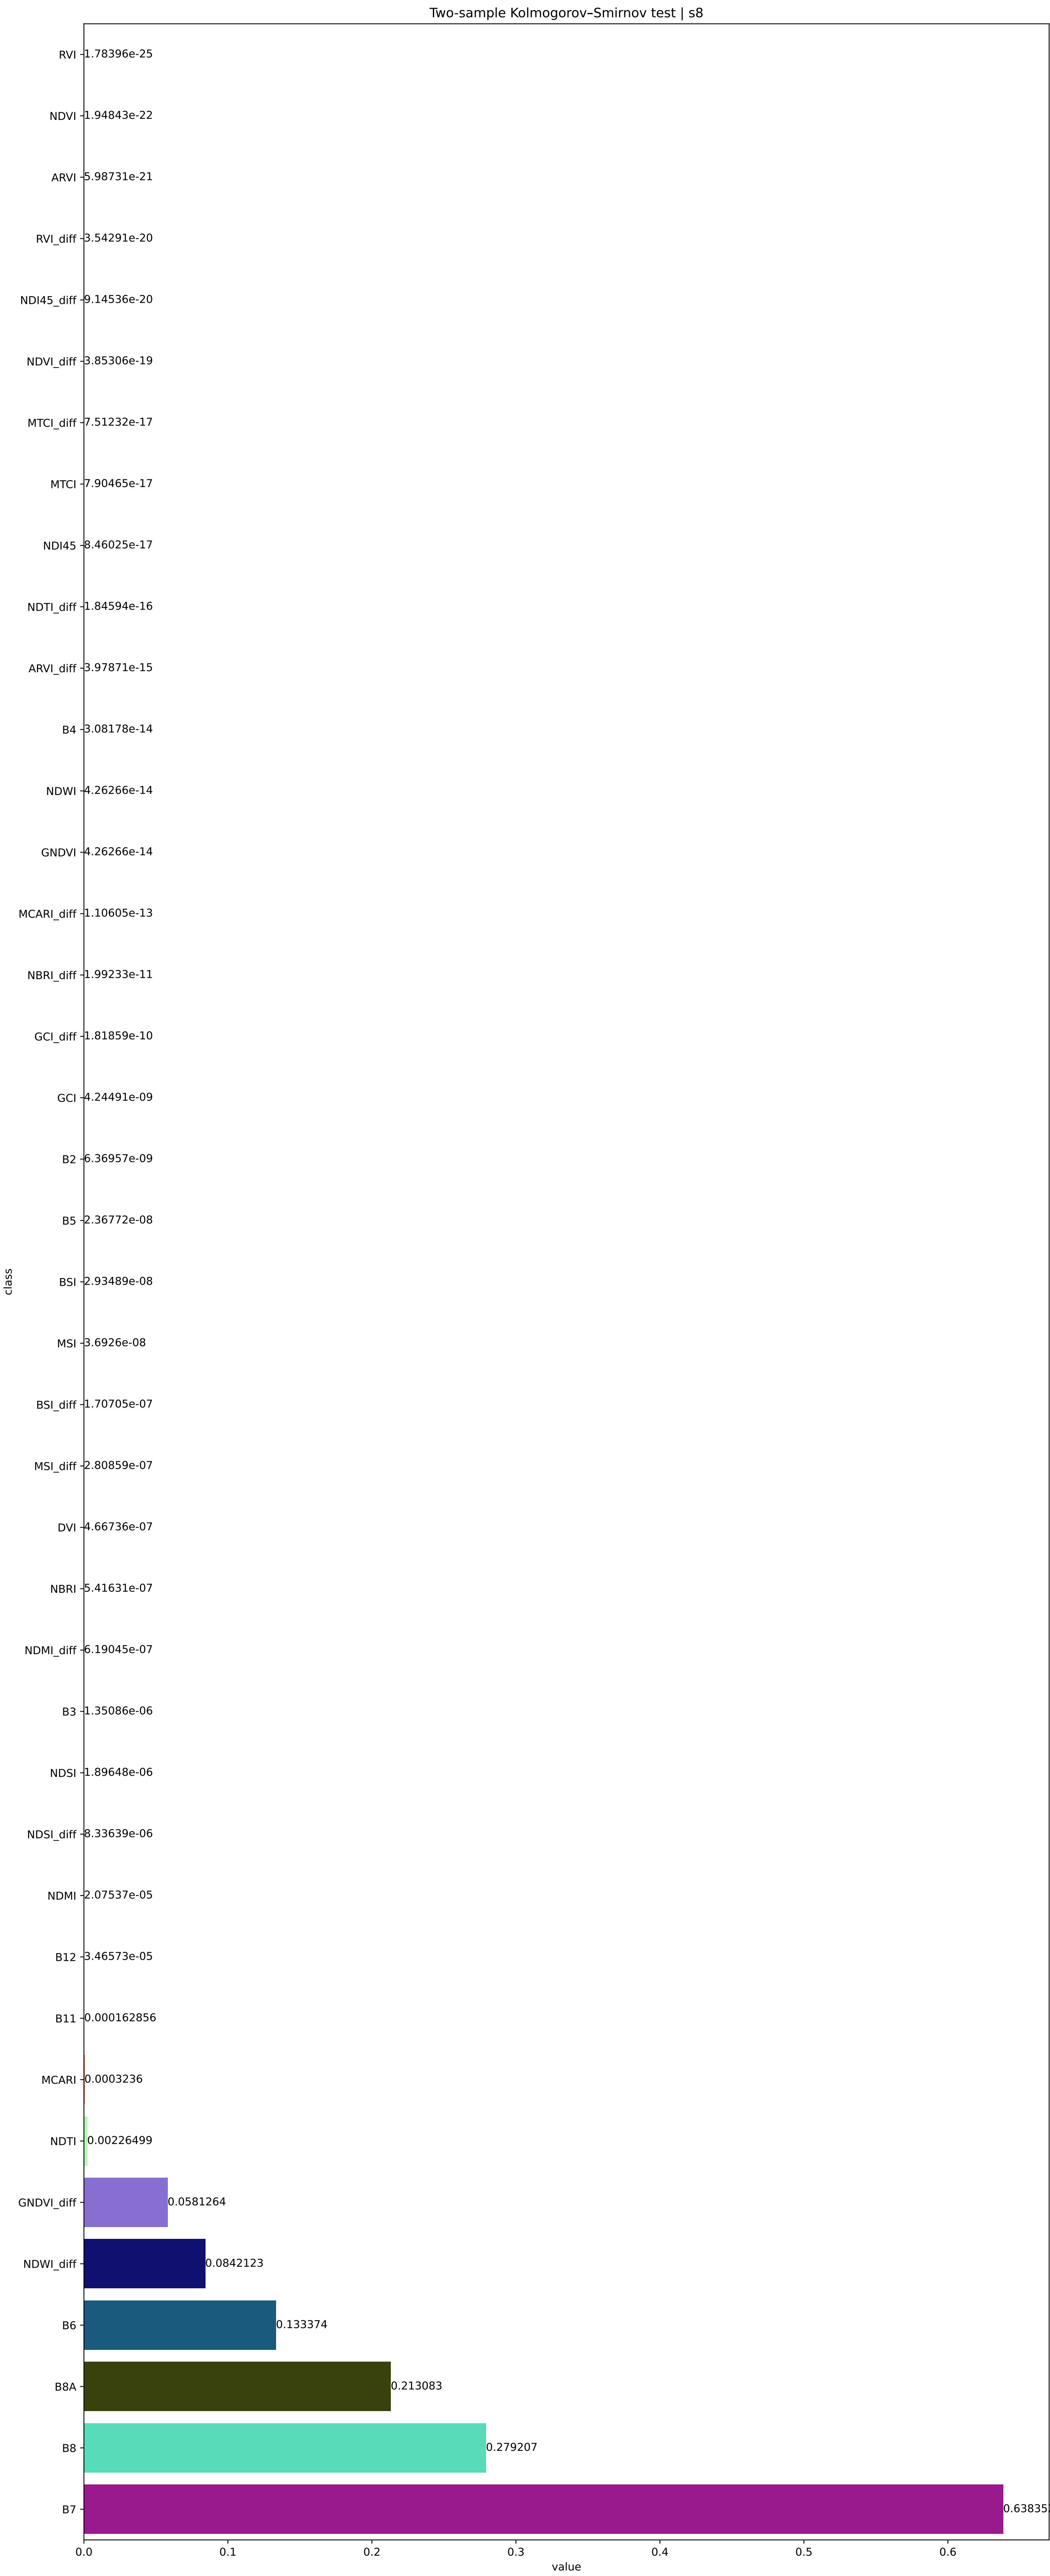 Two-sample Kolmogorov–Smirnov test | s8
RVI 1.78396e-25
NDVI 1.94843e-22
ARVI 5.98731e-21
RVI_diff 3.54291e-20
NDI45_diff 9.14536e-20
NDVI_diff 3.85306e-19
MTCI_diff 7.51232e-17
MTCI 7.90465e-17
NDI45 8.46025e-17
NDTI_diff 1.84594e-16
ARVI_diff 3.97871e-15
B4 3.08178e-14
NDWI 4.26266e-14
GNDVI 4.26266e-14
MCARI_diff 1.10605e-13
NBRI_diff 1.99233e-11
GCI_diff 1.81859e-10
GCI 4.24491e-09
B2 6.36957e-09
B5 2.36772e-08
BSI 2.93489e-08
MSI 3.6926e-08
BSI_diff 1.70705e-07
MSI_diff 2.80859e-07
DVI 4.66736e-07
NBRI 5.41631e-07
NDMI_diff 6.19045e-07
B3 1.35086e-06
NDSI 1.89648e-06
NDSI_diff 8.33639e-06
NDMI 2.07537e-05
B12 3.46573e-05
B11 0.000162856
MCARI 0.0003236
NDTI 0.00226499
GNDVI_diff 0.0581264
NDWI_diff 0.0842123
B6 0.133374
B8A 0.213083
B8 0.279207
B7 0.63835
class
0.0 0.1 0.2 0.3 0.4 0.5 0.6
value